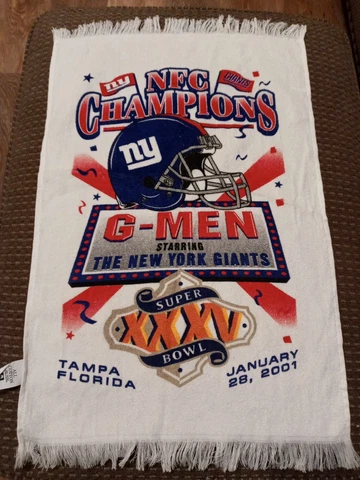 ny GIANTS
NFC
CHAMPIONS
ny
G-MEN
STARRING
THE NEW YORK GIANTS
SUPER
XXXV
BOWL
TAMPA JANUARY
FLORIDA 28, 2001